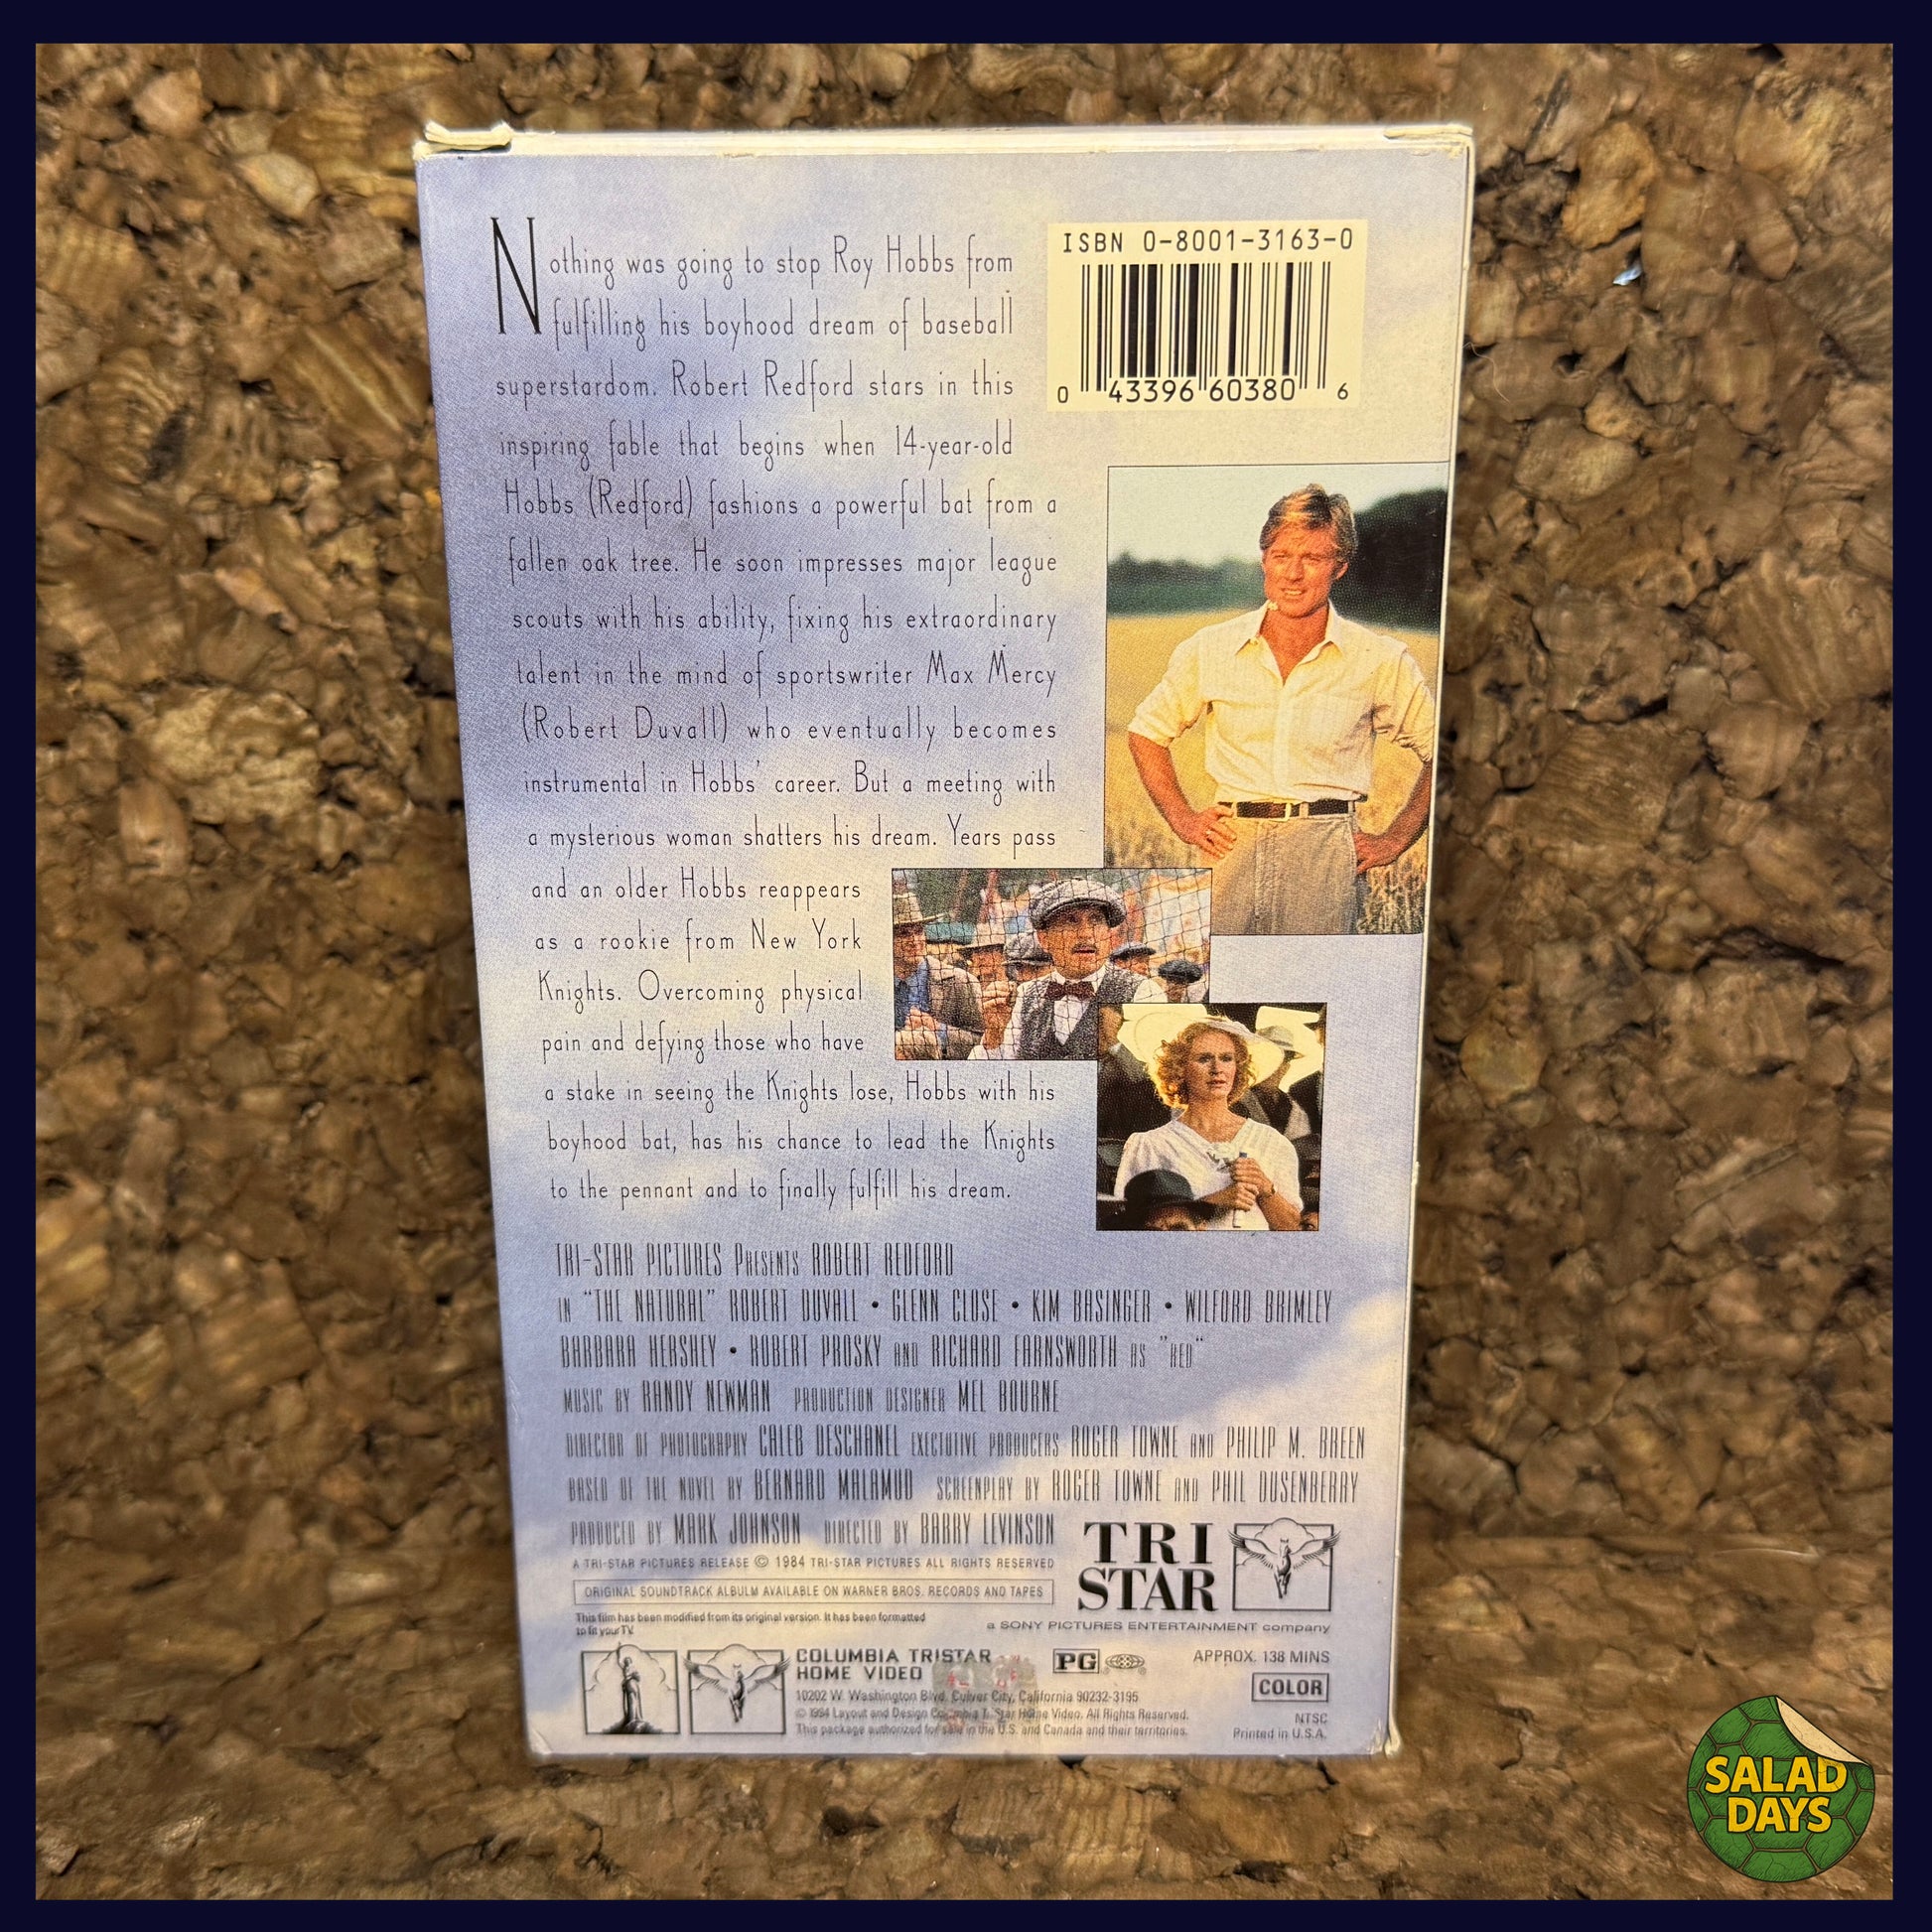 Nothing was going to stop Roy Hobbs from
fulfilling his boyhood dream of baseball
superstardom. Robert Redford stars in this
inspiring fable that begins when 14-year-old
Hobbs (Redford) fashions a powerful bat from a
fallen oak tree. He soon impresses major league
scouts with his ability, fixing his extraordinary
talent in the mind of sportswriter Max Mercy
(Robert Duvall) who eventually becomes
instrumental in Hobbs' career. But a meeting with
a mysterious woman shatters his dream. Years pass
and an older Hobbs reappears
as a rookie from New York
Knights. Overcoming physical
pain and defying those who have
a stake in seeing the Knights lose, Hobbs with his
boyhood bat, has his chance to lead the Knights
to the pennant and to finally fulfill his dream.
ISBN 0-8001-3163-0
0 43396 60380 6
TRI-STAR PICTURES PRESENTS ROBERT REDFORD
IN "THE NATURAL" ROBERT DUVALL • GLENN CLOSE • KIM BASINGER • WILFORD BRIMLEY
BARBARA HERSHEY • ROBERT PROSKY AND RICHARD FARNSWORTH AS "RED"
MUSIC BY RANDY NEWMAN PRODUCTION DESIGNER MEL BOURNE
DIRECTOR OF PHOTOGRAPHY CALEB DESCHANEL EXECUTIVE PRODUCERS ROGER TOWNE AND PHILIP M. BREEN
BASED OF THE NOVEL BY BERNARD MALAMUD SCREENPLAY BY ROGER TOWNE AND PHIL DUSENBERRY
PRODUCED BY MARK JOHNSON DIRECTED BY BARRY LEVINSON
A TRI-STAR PICTURES RELEASE © 1984 TRI-STAR PICTURES ALL RIGHTS RESERVED
ORIGINAL SOUNDTRACK ALBULM AVAILABLE ON WARNER BROS. RECORDS AND TAPES
This film has been modified from its original version. It has been formatted
to fit your TV.
TRI
STAR
a SONY PICTURES ENTERTAINMENT company
COLUMBIA TRISTAR
HOME VIDEO
10202 W. Washington Blvd. Culver City, California 90232-3195
© 1994 Layout and Design Columbia TriStar Home Video. All Rights Reserved.
This package authorized for sale in the U.S. and Canada and their territories.
PG
APPROX. 138 MINS
COLOR
NTSC
Printed in U.S.A.
SALAD
DAYS